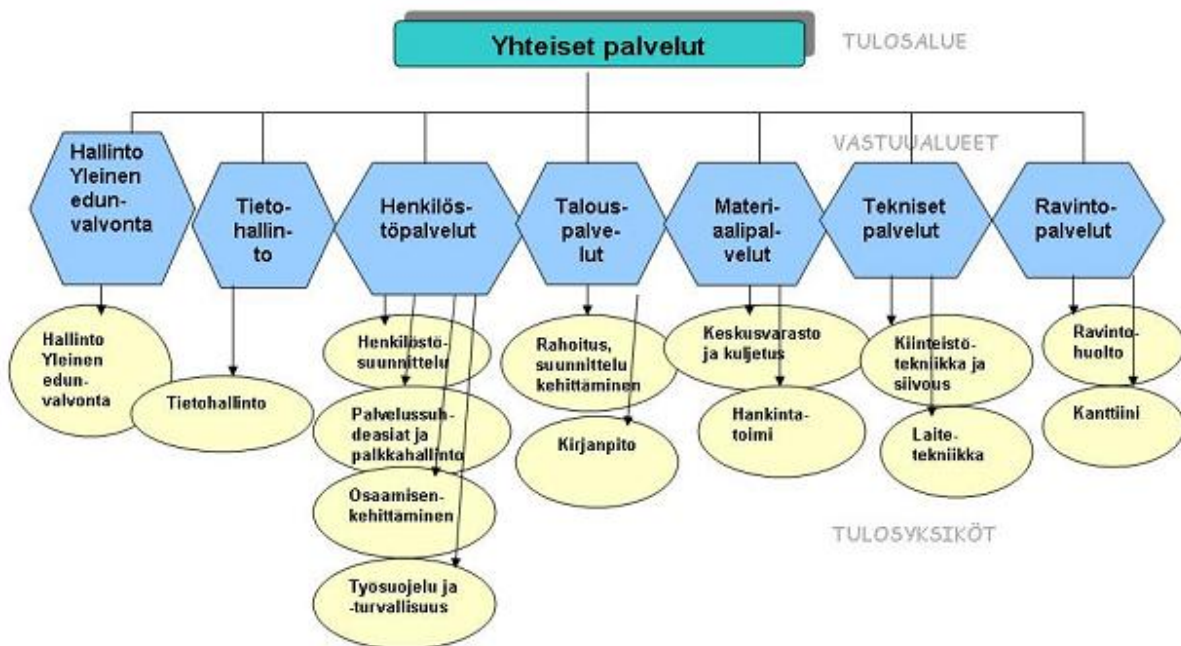 Yhteiset palvelut
TULOSALUE
VASTUUALUEET
Hallinto
Yleinen
edun-
valvonta
Tieto-
hallin-
to
Henkilös-
töpalvelut
Talous-
palve-
lut
Materi-
aalipal-
velut
Tekniset
palvelut
Ravinto-
palvelut
Hallinto
Yleinen
edun-
valvonta
Tietohallinto
Henkilöstö-
suunnittelu
Palvelussuh-
deasiat ja
palkkahallinto
Osaamisen-
kehittäminen
Työsuojelu ja
-turvallisuus
Rahoitus,
suunnittelu
kehittäminen
Kirjanpito
Keskusvarasto
ja kuljetus
Hankinta-
toimi
Kiinteistö-
tekniikka ja
siivous
Laite-
tekniikka
Ravinto-
huolto
Kanttiini
TULOSYKSIKÖT